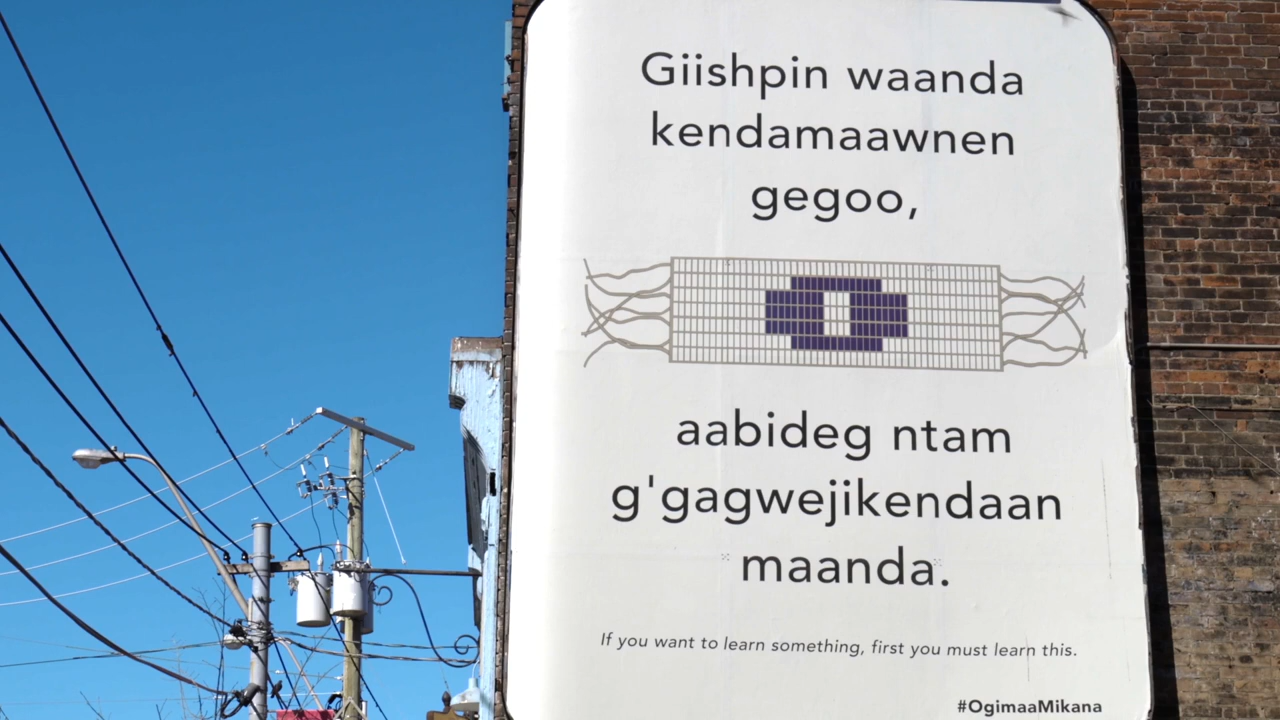 Giishpin waanda
kendamaawnen
gegoo,
aabideg ntam
g'gagwejikendaan
maanda.
If you want to learn something, first you must learn this.
#OgimaaMikana